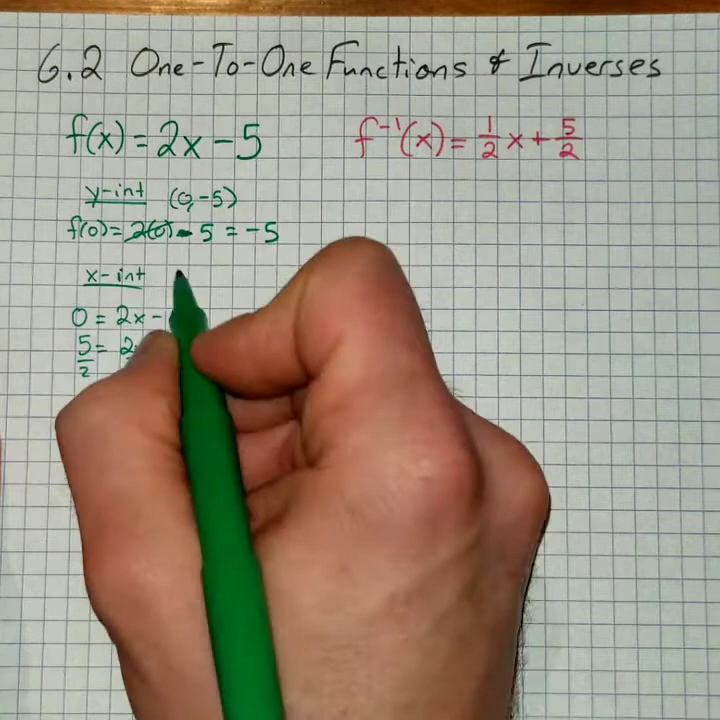 6.2 One-To-One Functions & Inverses
f(x) = 2x - 5
f⁻¹(x) = 1/2 x + 5/2
y-int (0, -5)
f(0) = 2(0) - 5 = -5
x-int
0 = 2x -
5/2 = 2